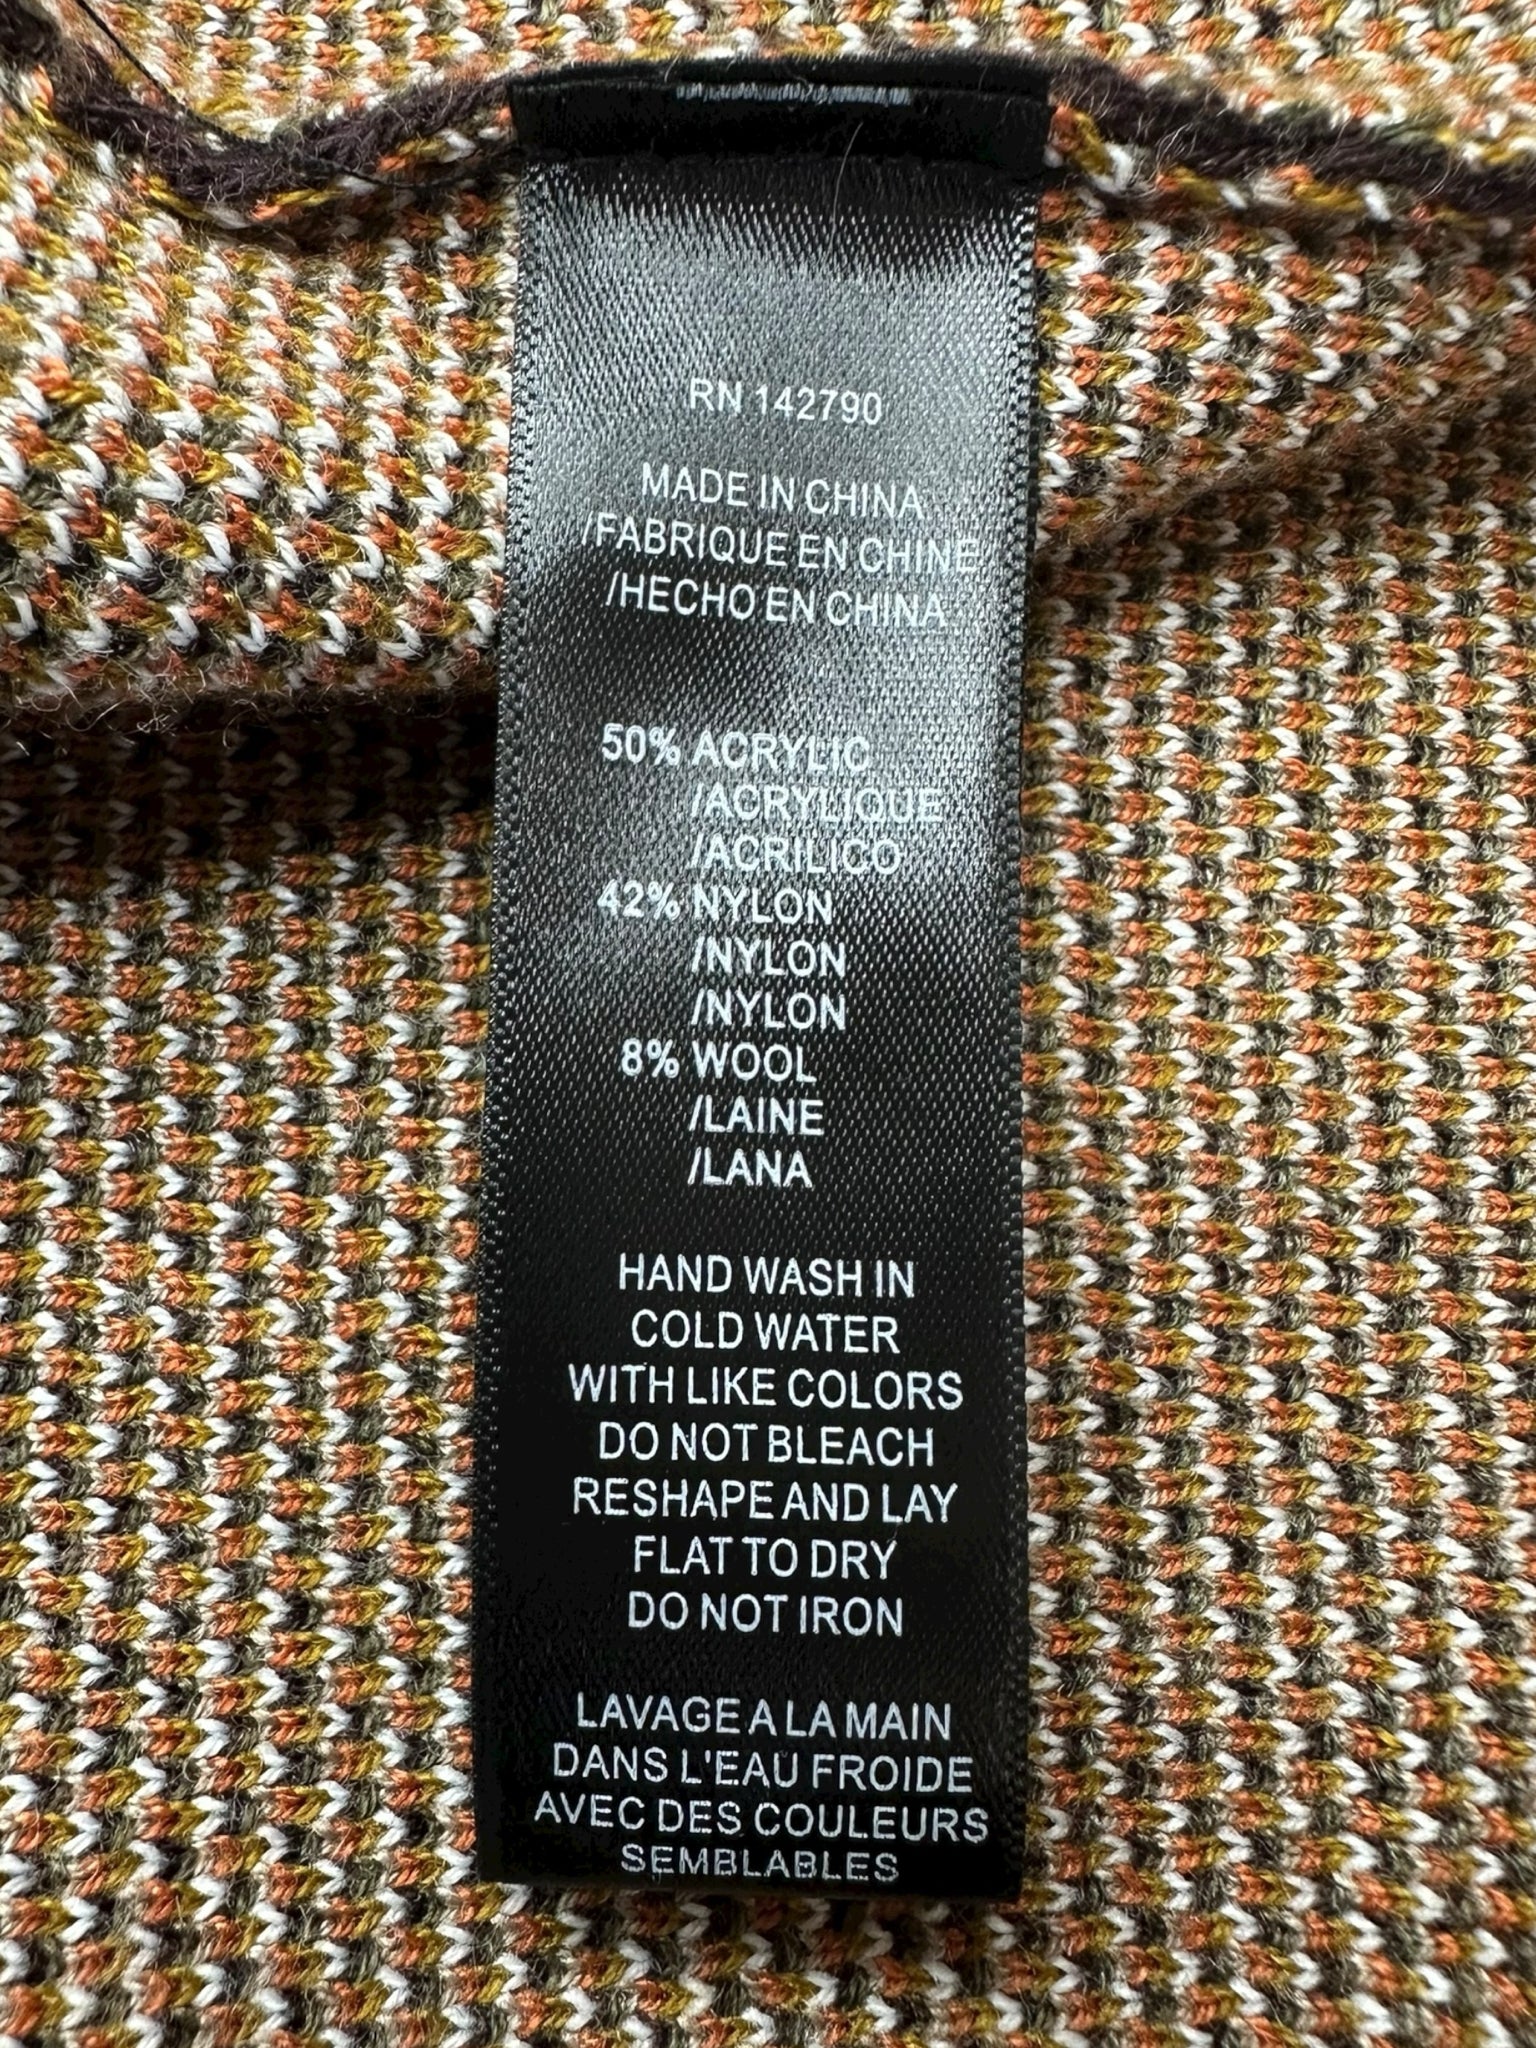 RN 142790
MADE IN CHINA
/FABRIQUE EN CHINE
/HECHO EN CHINA
50% ACRYLIC
/ACRYLIQUE
/ACRILICO
42% NYLON
/NYLON
/NYLON
8% WOOL
/LAINE
/LANA
HAND WASH IN
COLD WATER
WITH LIKE COLORS
DO NOT BLEACH
RESHAPE AND LAY
FLAT TO DRY
DO NOT IRON
LAVAGE A LA MAIN
DANS L'EAU FROIDE
AVEC DES COULEURS
SEMBLABLES